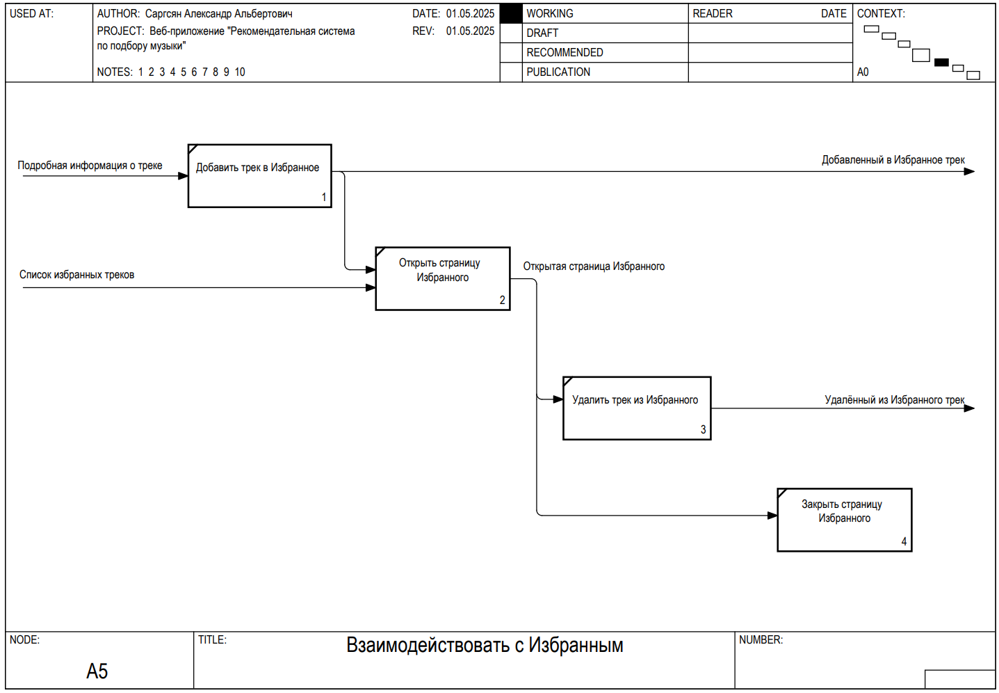 USED AT:
AUTHOR: Саргсян Александр Альбертович
DATE: 01.05.2025
PROJECT: Веб-приложение "Рекомендательная система
по подбору музыки"
REV: 01.05.2025
NOTES: 1 2 3 4 5 6 7 8 9 10
WORKING
DRAFT
RECOMMENDED
PUBLICATION
READER
DATE
CONTEXT:
A0
Подробная информация о треке
Добавить трек в Избранное
1
Добавленный в Избранное трек
Список избранных треков
Открыть страницу
Избранного
2
Открытая страница Избранного
Удалить трек из Избранного
3
Удалённый из Избранного трек
Закрыть страницу
Избранного
4
NODE:
A5
TITLE:
Взаимодействовать с Избранным
NUMBER: